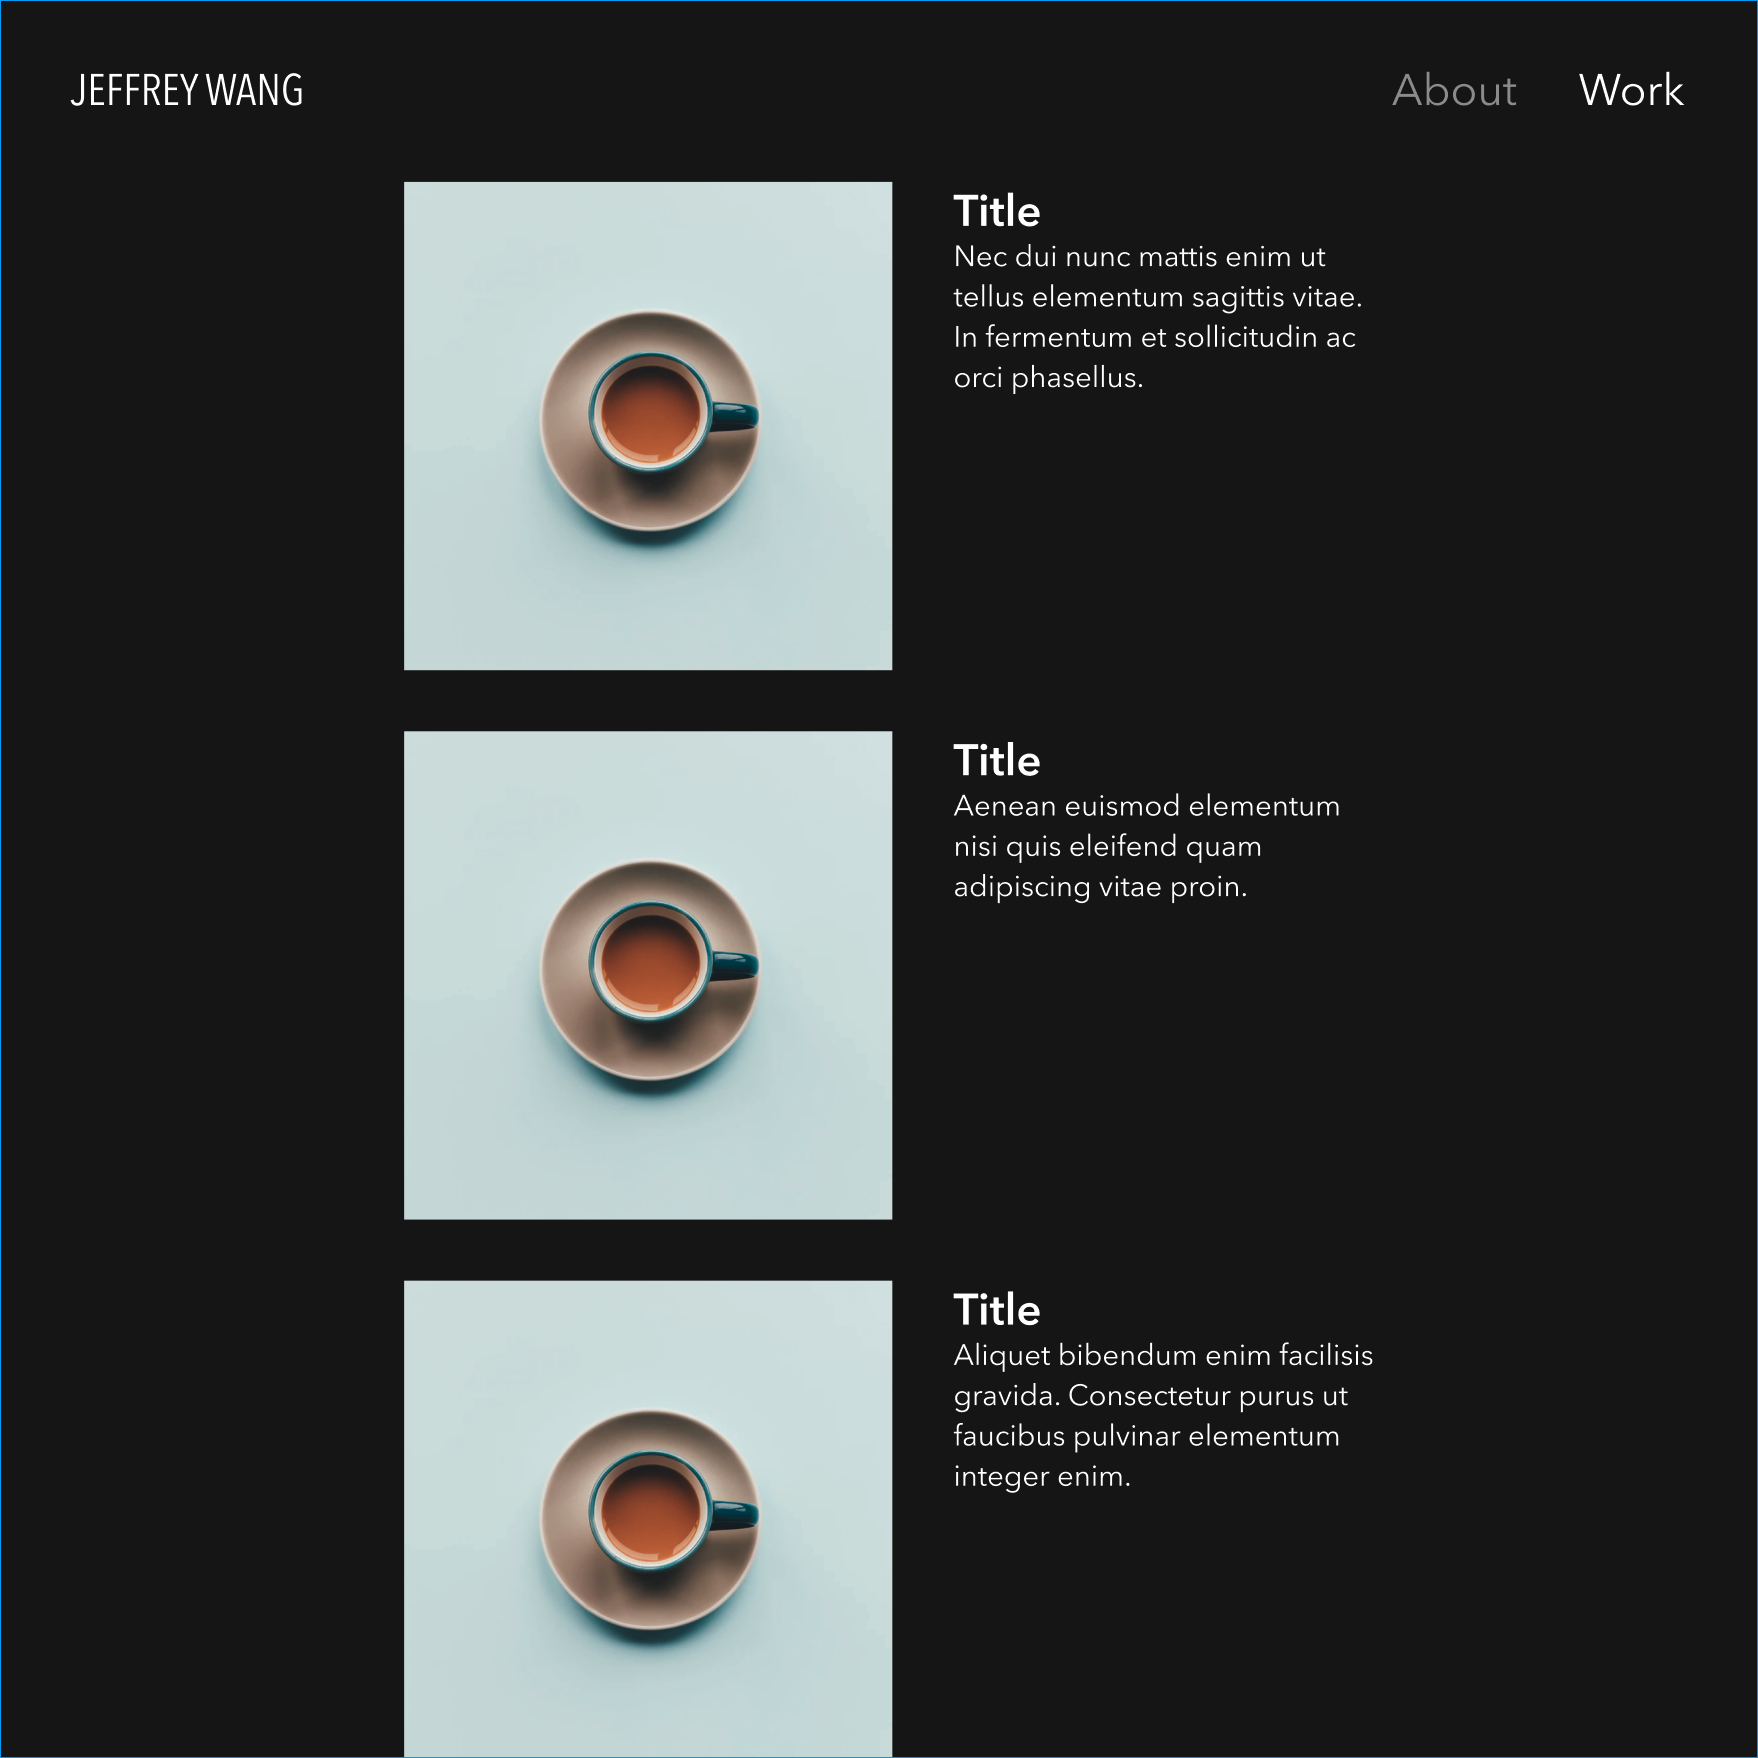 JEFFREY WANG
About
Work
Title
Nec dui nunc mattis enim ut
tellus elementum sagittis vitae.
In fermentum et sollicitudin ac
orci phasellus.
Title
Aenean euismod elementum
nisi quis eleifend quam
adipiscing vitae proin.
Title
Aliquet bibendum enim facilisis
gravida. Consectetur purus ut
faucibus pulvinar elementum
integer enim.